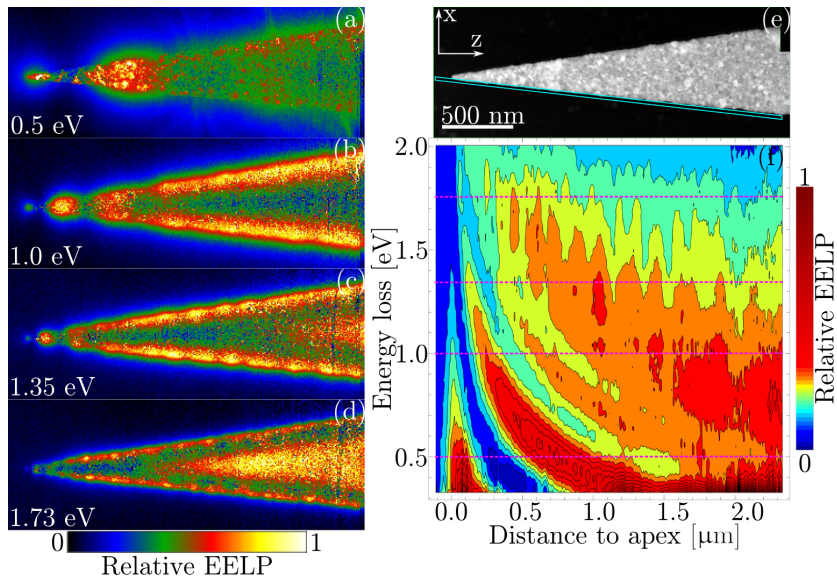 (a)
0.5 eV
(b)
1.0 eV
(c)
1.35 eV
(d)
1.73 eV
0 1
Relative EELP
(e)
x
z
500 nm
(f)
2.0
1.5
1.0
0.5
Energy loss [eV]
0.0 0.5 1.0 1.5 2.0
Distance to apex [μm]
1
0
Relative EELP